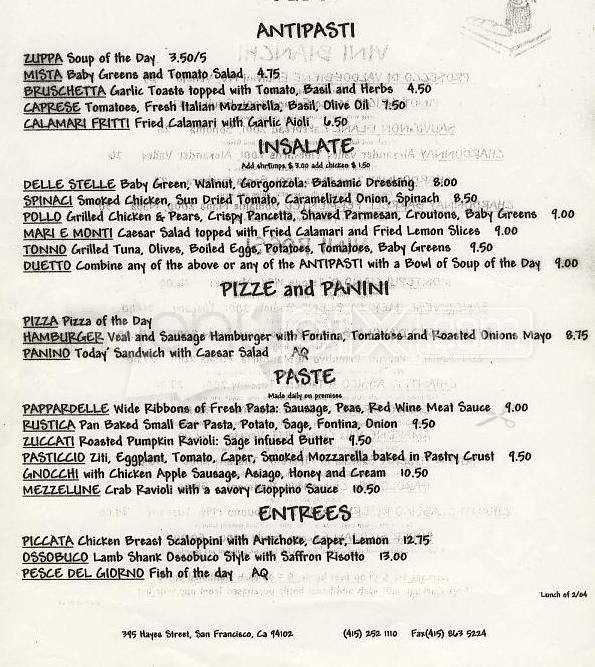 ANTIPASTI
ZUPPA Soup of the Day 3.50/5
MISTA Baby Greens and Tomato Salad 4.75
BRUSCHETTA Garlic Toasts topped with Tomato, Basil and Herbs 4.50
CAPRESE Tomatoes, Fresh Italian Mozzarella, Basil, Olive Oil 7.50
CALAMARI FRITTI Fried Calamari with Garlic Aioli 6.50
INSALATE
Add shrimps $ 3.00 add chicken $ 1.50
DELLE STELLE Baby Green, Walnut, Gorgonzola: Balsamic Dressing 8.00
SPINACI Smoked Chicken, Sun Dried Tomato, Caramelized Onion, Spinach 8.50
POLLO Grilled Chicken & Pears, Crispy Pancetta, Shaved Parmesan, Croutons, Baby Greens 9.00
MARI E MONTI Caesar Salad topped with Fried Calamari and Fried Lemon Slices 9.00
TONNO Grilled Tuna, Olives, Boiled Eggs, Potatoes, Tomatoes, Baby Greens 9.50
DUETTO Combine any of the above or any of the ANTIPASTI with a Bowl of Soup of the Day 9.00
PIZZE and PANINI
PIZZA Pizza of the Day
HAMBURGER Veal and Sausage Hamburger with Fontina, Tomatoes and Roasted Onions Mayo 8.75
PANINO Today' Sandwich with Caesar Salad AQ
PASTE
Made daily on premises
PAPPARDELLE Wide Ribbons of Fresh Pasta: Sausage, Peas, Red Wine Meat Sauce 9.00
RUSTICA Pan Baked Small Ear Pasta, Potato, Sage, Fontina, Onion 9.50
ZUCCATI Roasted Pumpkin Ravioli: Sage infused Butter 9.50
PASTICCIO Ziti, Eggplant, Tomato, Caper, Smoked Mozzarella baked in Pastry Crust 9.50
GNOCCHI with Chicken Apple Sausage, Asiago, Honey and Cream 10.50
MEZZELUNE Crab Ravioli with a savory Cioppino Sauce 10.50
ENTREES
PICCATA Chicken Breast Scaloppini with Artichoke, Caper, Lemon 12.75
OSSOBUCO Lamb Shank Ossobuco Style with Saffron Risotto 13.00
PESCE DEL GIORNO Fish of the day AQ
Lunch of 2/04
395 Hayes Street, San Francisco, Ca 94102 (415) 252 1110 Fax(415) 863 5224